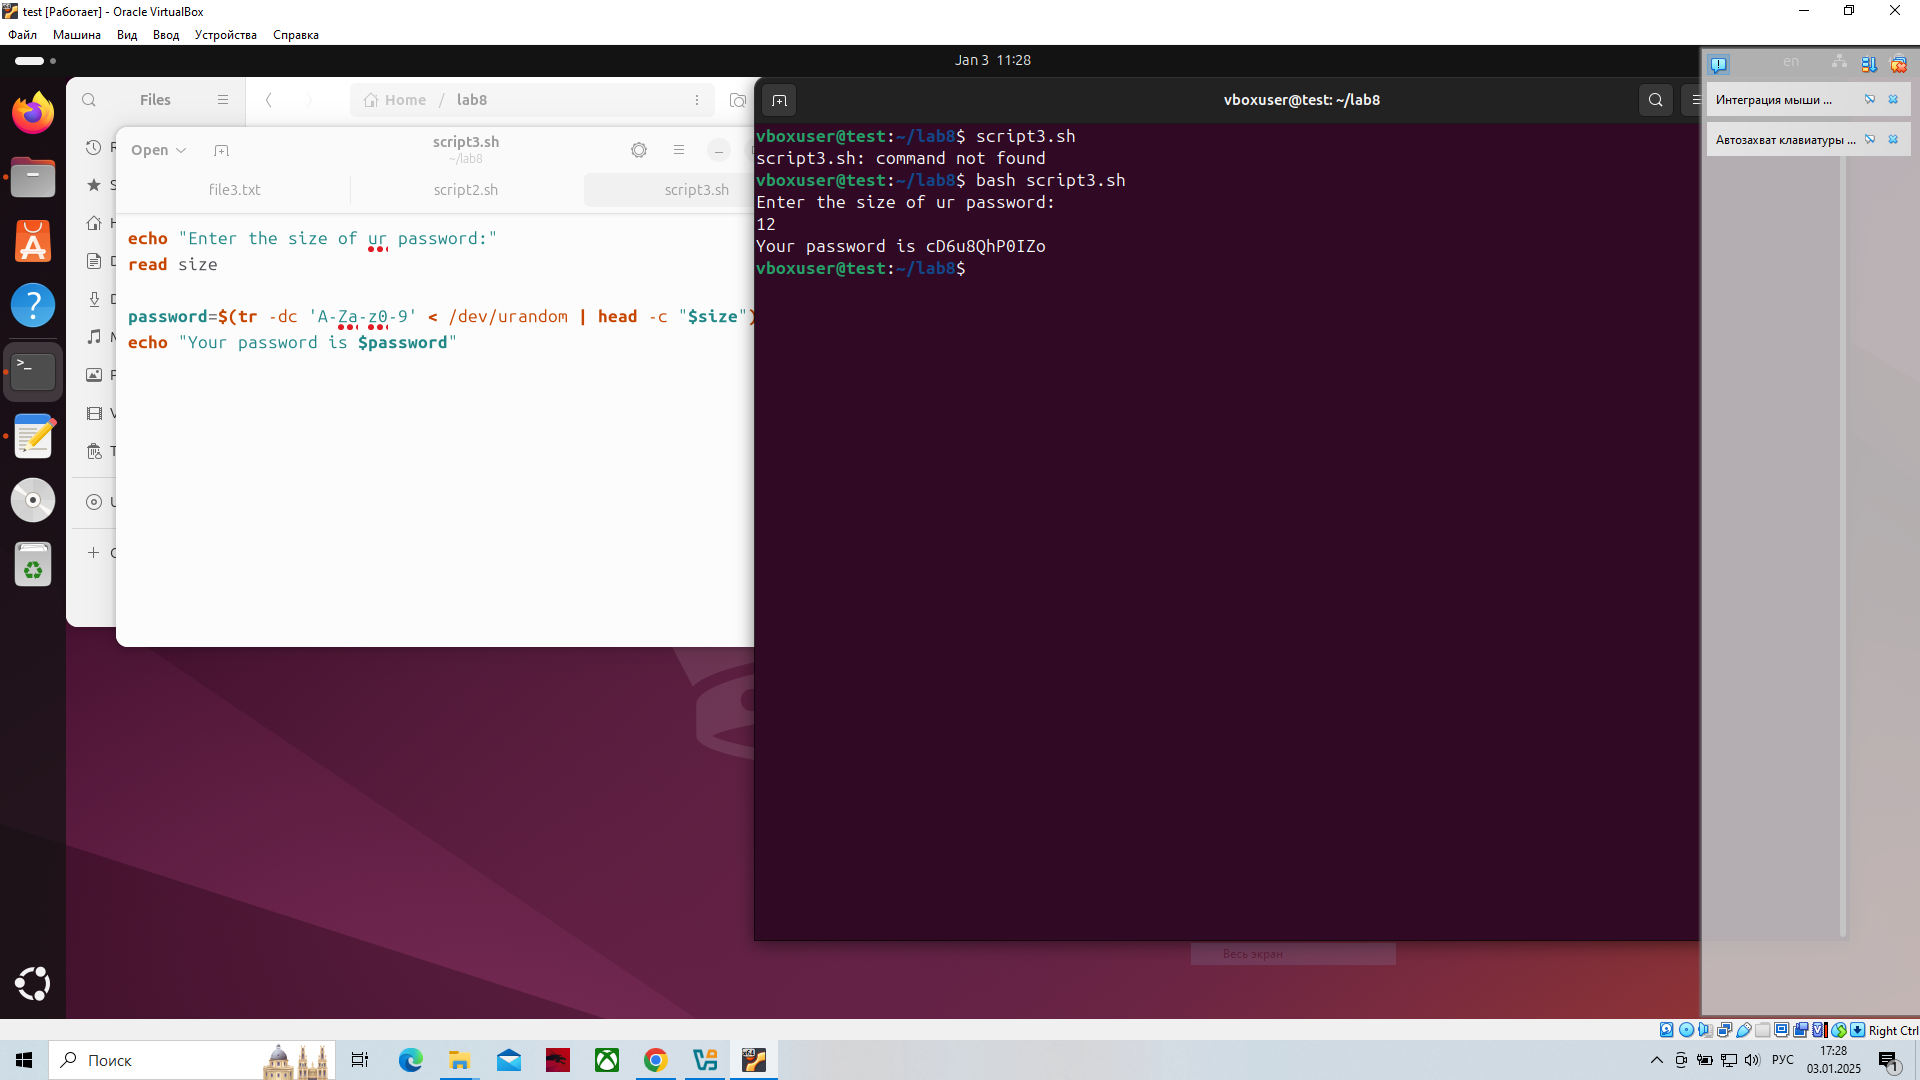 test [Работает] - Oracle VirtualBox
Файл Машина Вид Ввод Устройства Справка
Jan 3 11:28
en
Files
Home / lab8
vboxuser@test: ~/lab8
Интеграция мыши ...
Автозахват клавиатуры ...
Open
script3.sh
~/lab8
file3.txt
script2.sh
script3.sh
echo "Enter the size of ur password:"
read size
password=$(tr -dc 'A-Za-z0-9' < /dev/urandom | head -c "$size")
echo "Your password is $password"
vboxuser@test:~/lab8$ script3.sh
script3.sh: command not found
vboxuser@test:~/lab8$ bash script3.sh
Enter the size of ur password:
12
Your password is cD6u8QhP0IZo
vboxuser@test:~/lab8$
Весь экран
Right Ctrl
Поиск
РУС
17:28
03.01.2025
1